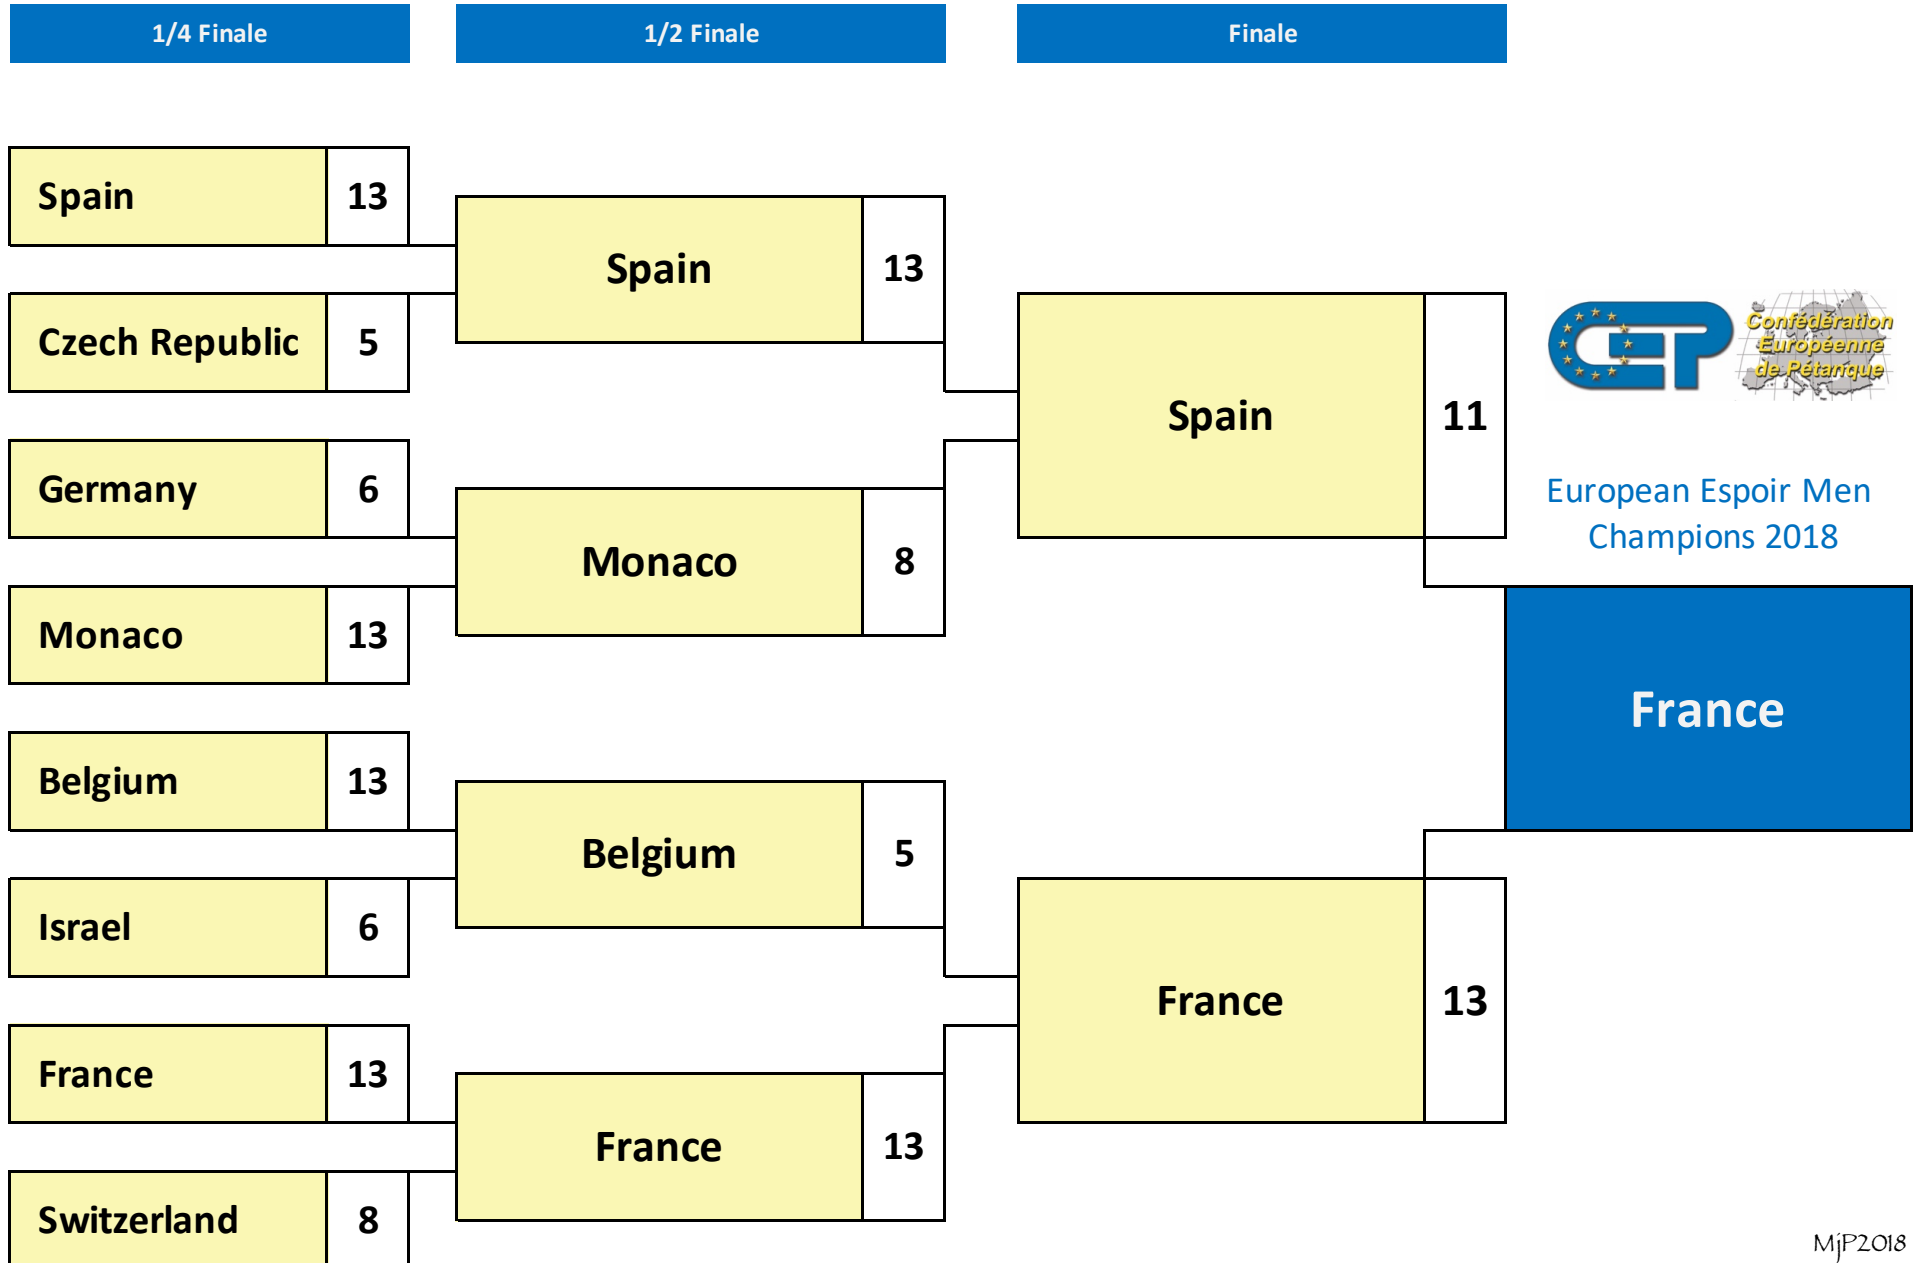 1/4 Finale
1/2 Finale
Finale
Spain 13
Czech Republic 5
Germany 6
Monaco 13
Belgium 13
Israel 6
France 13
Switzerland 8
Spain 13
Monaco 8
Belgium 5
France 13
Spain 11
France 13
CEP
Confédération
Européenne
de Pétanque
European Espoir Men
Champions 2018
France
MjP2018